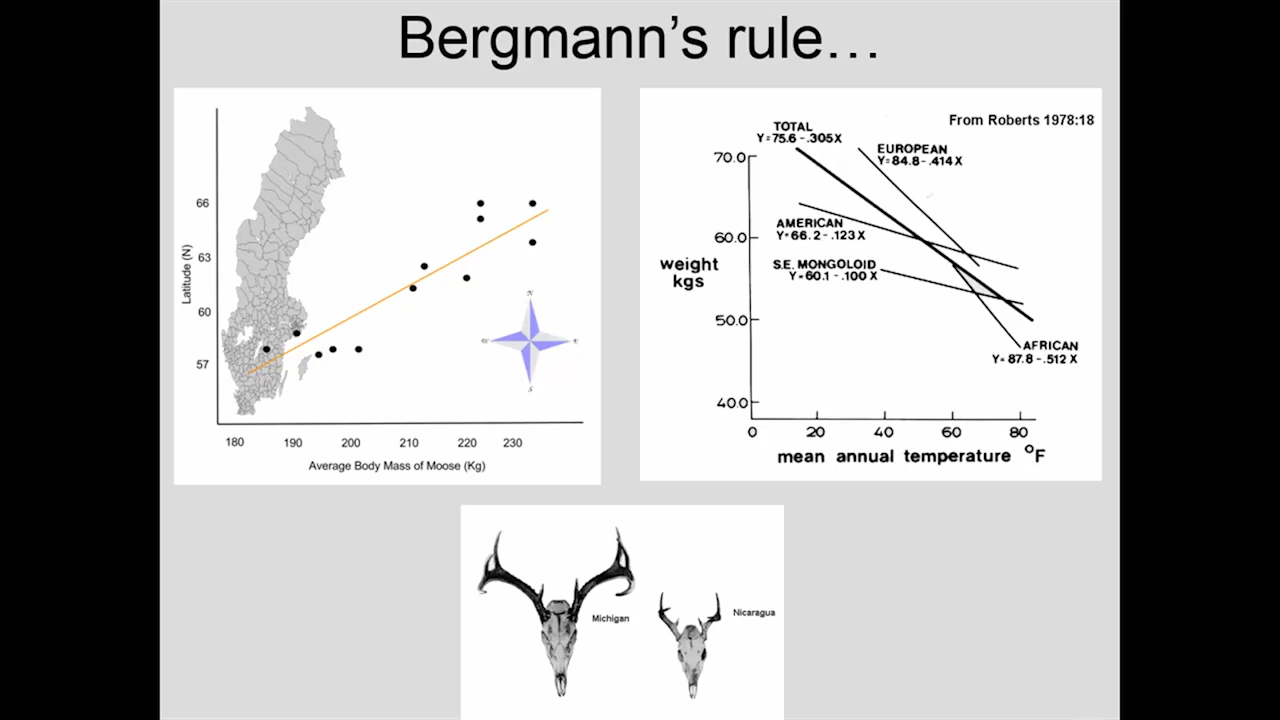 Bergmann's rule…
66
63
60
57
Latitude (N)
N
S
180 190 200 210 220 230
Average Body Mass of Moose (Kg)
From Roberts 1978:18
TOTAL
Y=75.6-.305X
EUROPEAN
Y=84.8-.414X
AMERICAN
Y=66.2-.123X
S.E. MONGOLOID
Y=60.1-.100X
AFRICAN
Y=87.8-.512X
weight
kgs
70.0
60.0
50.0
40.0
0 20 40 60 80
mean annual temperature °F
Michigan
Nicaragua